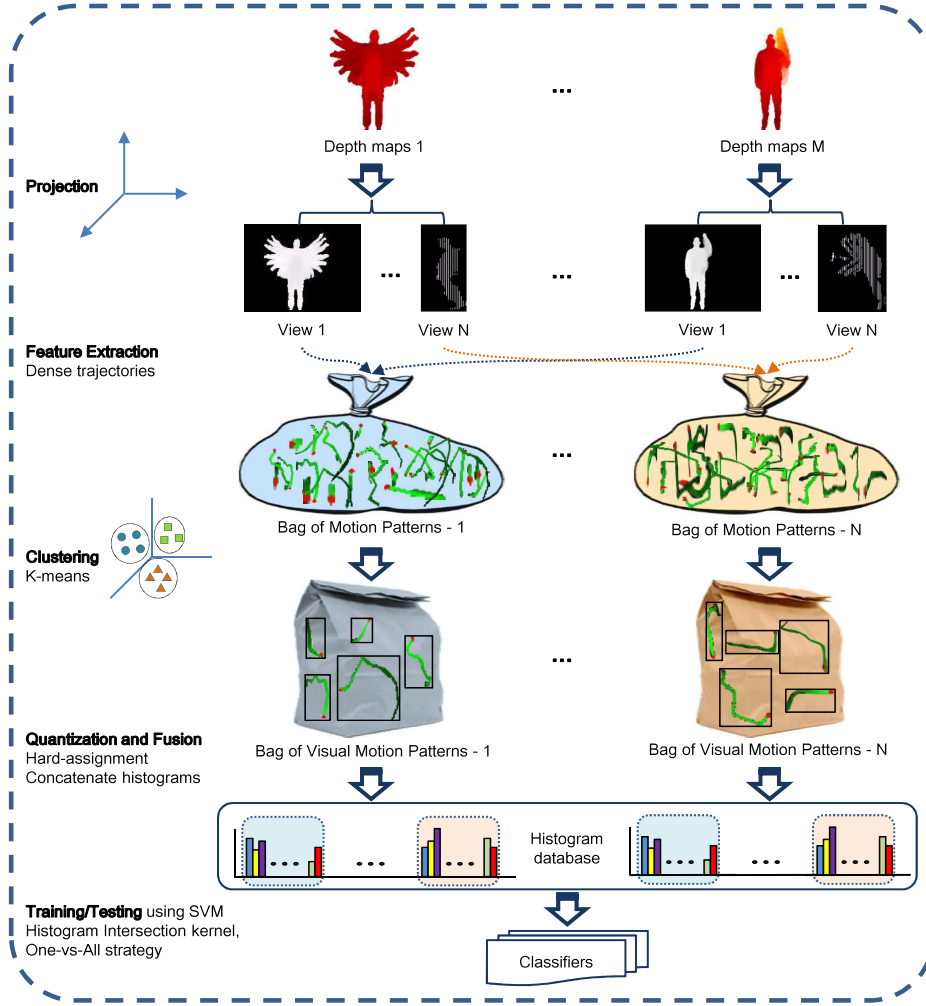 Depth maps 1
...
Depth maps M
Projection
...
...
...
View 1
View N
View 1
View N
Feature Extraction
Dense trajectories
...
Bag of Motion Patterns - 1
Bag of Motion Patterns - N
Clustering
K-means
...
Quantization and Fusion
Hard-assignment
Concatenate histograms
Bag of Visual Motion Patterns - 1
Bag of Visual Motion Patterns - N
Histogram
database
...
...
...
...
...
...
Training/Testing using SVM
Histogram Intersection kernel,
One-vs-All strategy
Classifiers